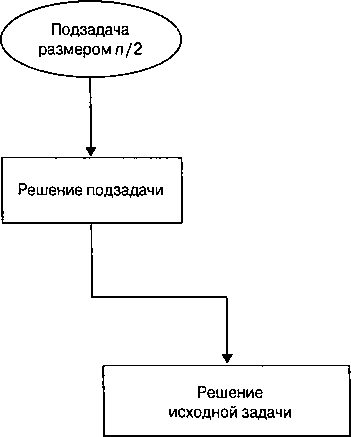 Подзадача
размером n/2
Решение подзадачи
Решение
исходной задачи